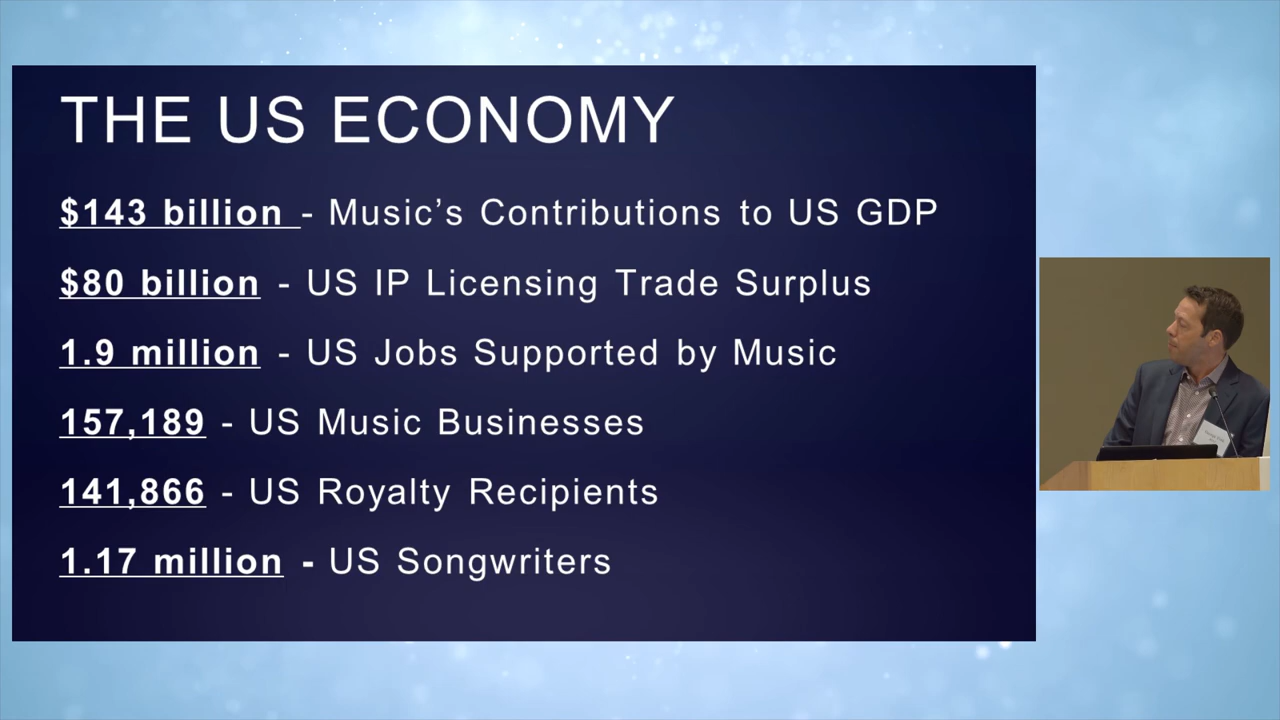 THE US ECONOMY
$143 billion - Music’s Contributions to US GDP
$80 billion - US IP Licensing Trade Surplus
1.9 million - US Jobs Supported by Music
157,189 - US Music Businesses
141,866 - US Royalty Recipients
1.17 million - US Songwriters